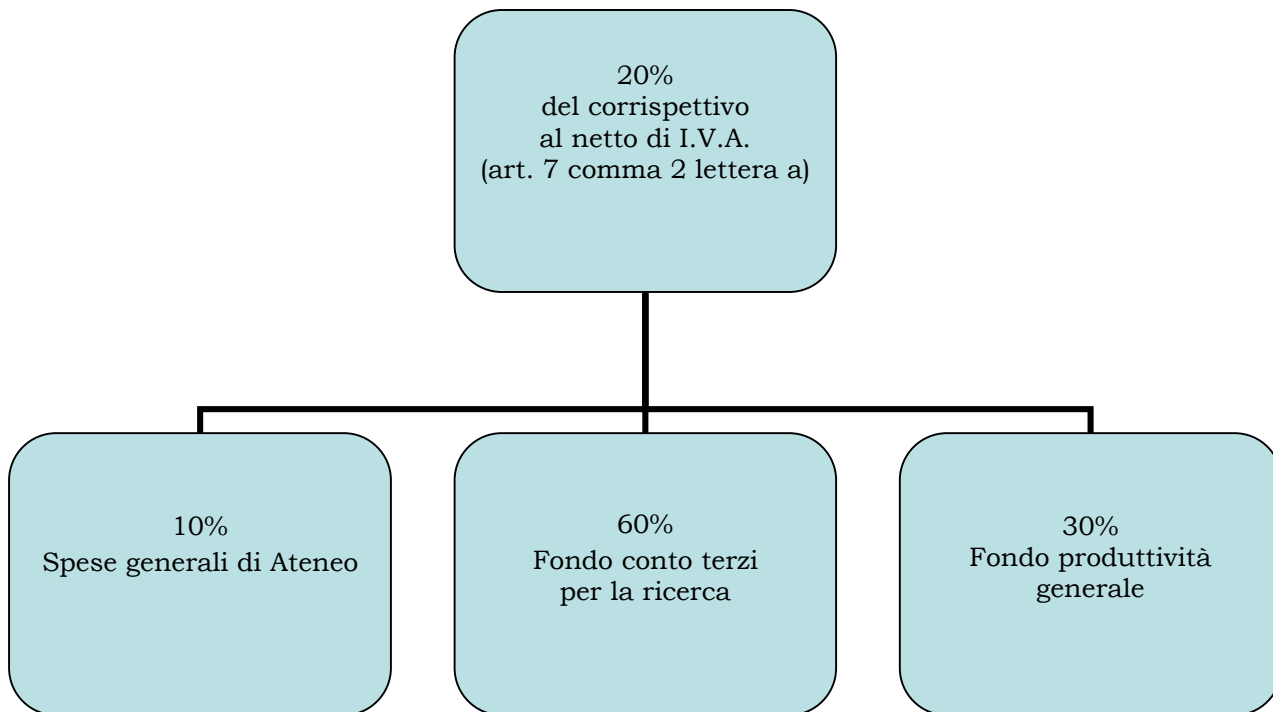 20%
del corrispettivo
al netto di I.V.A.
(art. 7 comma 2 lettera a)
10%
Spese generali di Ateneo
60%
Fondo conto terzi
per la ricerca
30%
Fondo produttività
generale